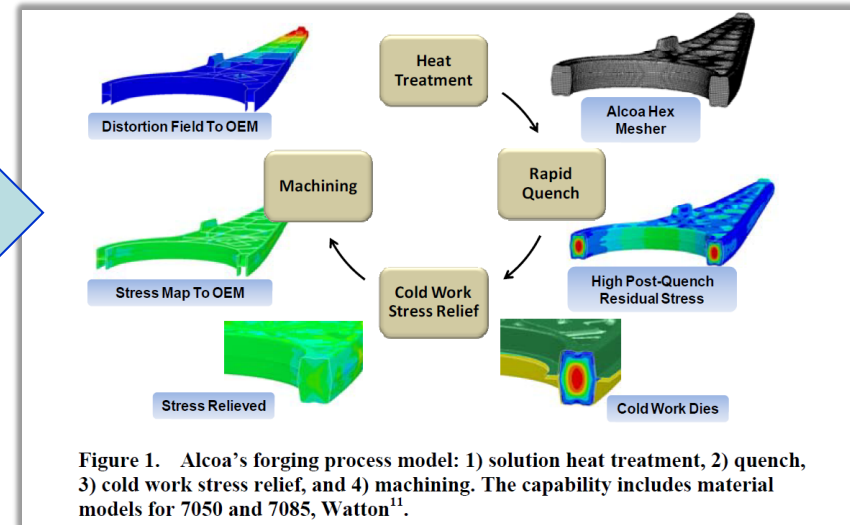 Heat
Treatment
Distortion Field To OEM
Alcoa Hex
Mesher
Machining
Rapid
Quench
Stress Map To OEM
High Post-Quench
Residual Stress
Cold Work
Stress Relief
Stress Relieved
Cold Work Dies
Figure 1. Alcoa’s forging process model: 1) solution heat treatment, 2) quench,
3) cold work stress relief, and 4) machining. The capability includes material
models for 7050 and 7085, Watton¹¹.